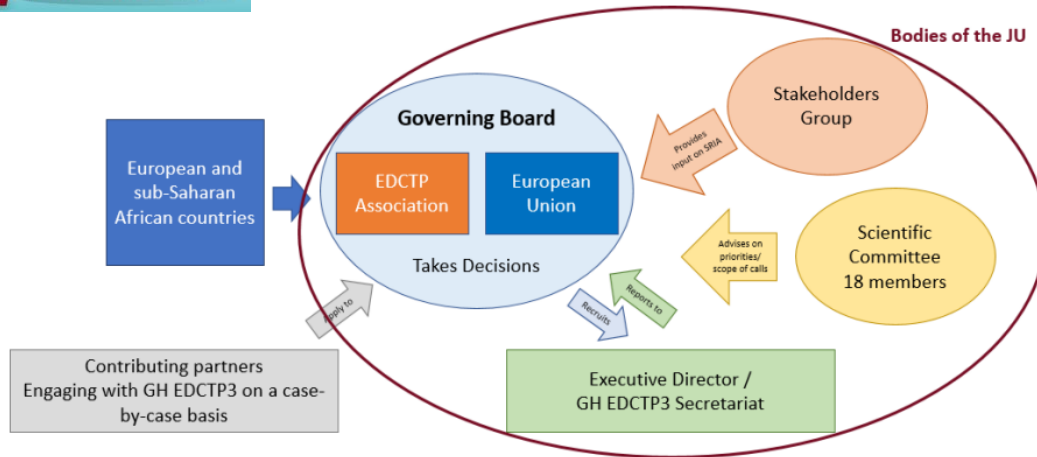 Bodies of the JU
Stakeholders
Group
Governing Board
Provides
input on SRIA
European and
sub-Saharan
African countries
EDCTP
Association
European
Union
Takes Decisions
Advises on
priorities/
scope of calls
Scientific
Committee
18 members
Apply to
Recruits
Reports to
Contributing partners
Engaging with GH EDCTP3 on a case-
by-case basis
Executive Director /
GH EDCTP3 Secretariat